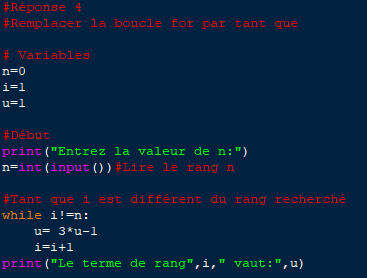 #Réponse 4
#Remplacer la boucle for par tant que
# Variables
n=0
i=1
u=1
#Début
print("Entrez la valeur de n:")
n=int(input())#Lire le rang n
#Tant que i est différent du rang recherché
while i!=n:
    u= 3*u-1
    i=i+1
print("Le terme de rang",i," vaut:",u)